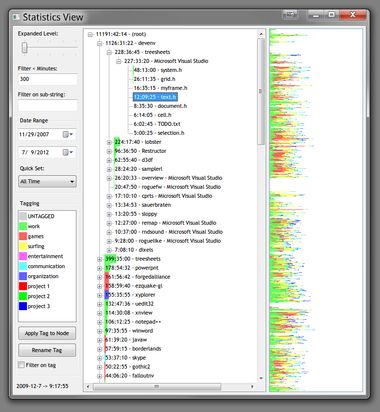 Statistics View
Expanded Level:
Filter < Minutes:
300
Filter on sub-string:
Date Range
11/29/2007
7/ 9/2012
Quick Set:
All Time
Tagging
UNTAGGED
work
games
surfing
entertainment
communication
organization
project 1
project 2
project 3
Apply Tag to Node
Rename Tag
Filter on tag
2009-12-7 -> 9:17:55
11191:42:14 - (root)
1126:31:22 - devenv
228:36:45 - treesheets
227:33:20 - Microsoft Visual Studio
48:13:00 - system.h
26:11:35 - grid.h
16:35:15 - myframe.h
12:09:25 - text.h
8:35:30 - document.h
6:14:05 - cell.h
6:02:45 - TODO.txt
5:00:25 - selection.h
224:17:40 - lobster
96:36:50 - Restructor
62:55:40 - d3df
28:24:20 - samplert
26:20:33 - overview - Microsoft Visual Studio
20:47:50 - roguefw - Microsoft Visual Studio
17:10:10 - cprts - Microsoft Visual Studio
13:34:53 - sauerbraten
13:20:55 - sloppy
12:27:00 - remap - Microsoft Visual Studio
10:37:00 - rndsound - Microsoft Visual Studio
9:28:00 - roguelike - Microsoft Visual Studio
7:08:10 - dixels
399:35:00 - treesheets
178:54:32 - powerpnt
161:56:42 - forgedalliance
158:59:40 - ezquake-gl
155:35:55 - xyplorer
132:47:36 - ucedit32
114:30:08 - xnview
106:12:25 - notepad++
97:35:55 - winword
61:39:20 - javaw
57:59:10 - borderlands
53:37:10 - skype
50:22:55 - gothic2
44:06:20 - falloutnv